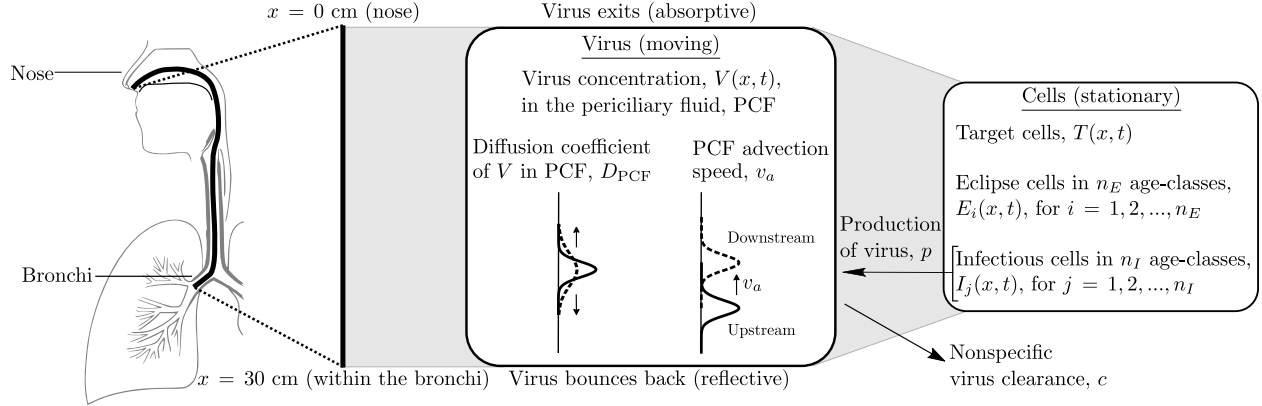 x = 0 cm (nose)
Virus exits (absorptive)
Nose
Bronchi
x = 30 cm (within the bronchi)
Virus (moving)
Virus concentration, V(x, t),
in the periciliary fluid, PCF
Diffusion coefficient
of V in PCF, D_PCF
PCF advection
speed, v_a
Downstream
v_a
Upstream
Virus bounces back (reflective)
Production
of virus, p
Cells (stationary)
Target cells, T(x, t)
Eclipse cells in n_E age-classes,
E_i(x, t), for i = 1, 2, ..., n_E
Infectious cells in n_I age-classes,
I_j(x, t), for j = 1, 2, ..., n_I
Nonspecific
virus clearance, c